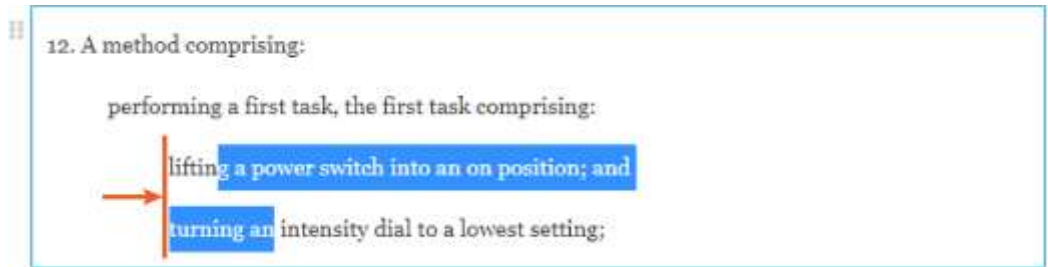 12. A method comprising:
performing a first task, the first task comprising:
lifting a power switch into an on position; and
turning an intensity dial to a lowest setting;